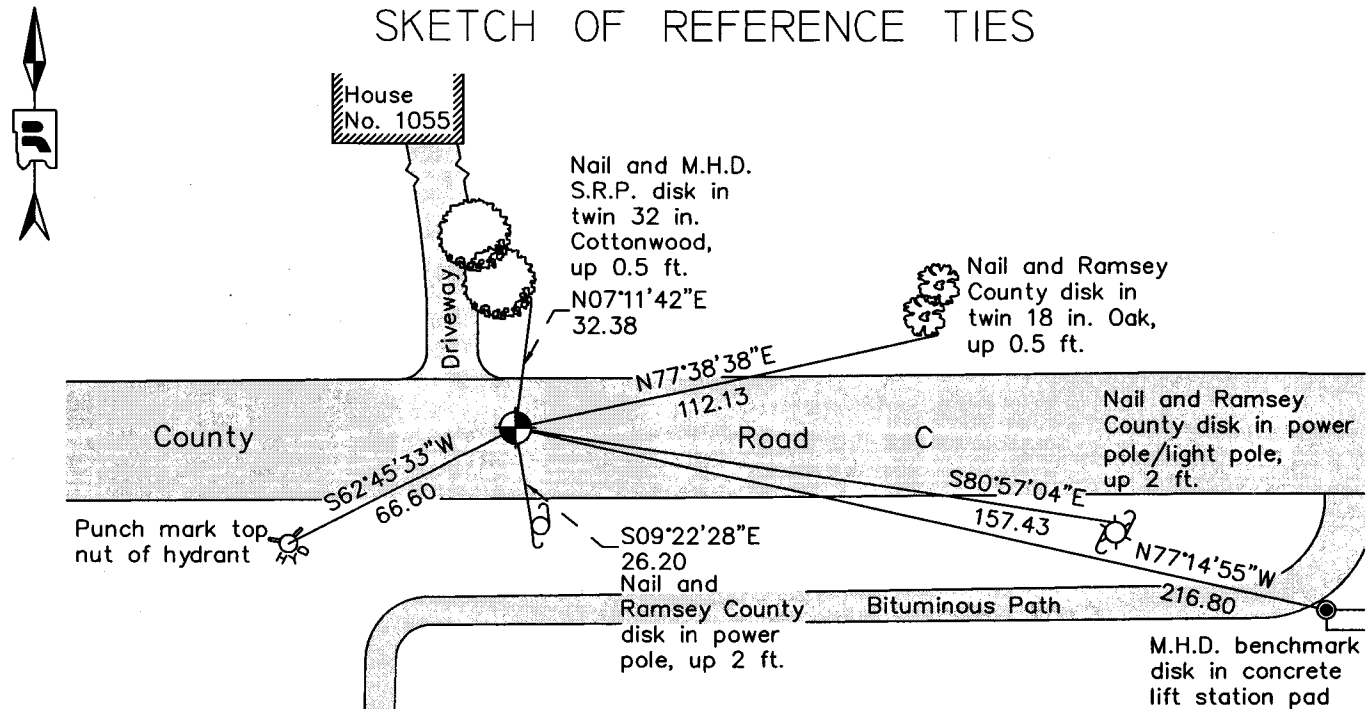 SKETCH OF REFERENCE TIES
House
No. 1055
Nail and M.H.D.
S.R.P. disk in
twin 32 in.
Cottonwood,
up 0.5 ft.
N07°11'42"E
32.38
Driveway
Nail and Ramsey
County disk in
twin 18 in. Oak,
up 0.5 ft.
N77°38'38"E
112.13
County Road C
Nail and Ramsey
County disk in power
pole/light pole,
up 2 ft.
S62°45'33"W
66.60
S80°57'04"E
157.43
Punch mark top
nut of hydrant
S09°22'28"E
26.20
Nail and
Ramsey County
disk in power
pole, up 2 ft.
N77°14'55"W
216.80
Bituminous Path
M.H.D. benchmark
disk in concrete
lift station pad